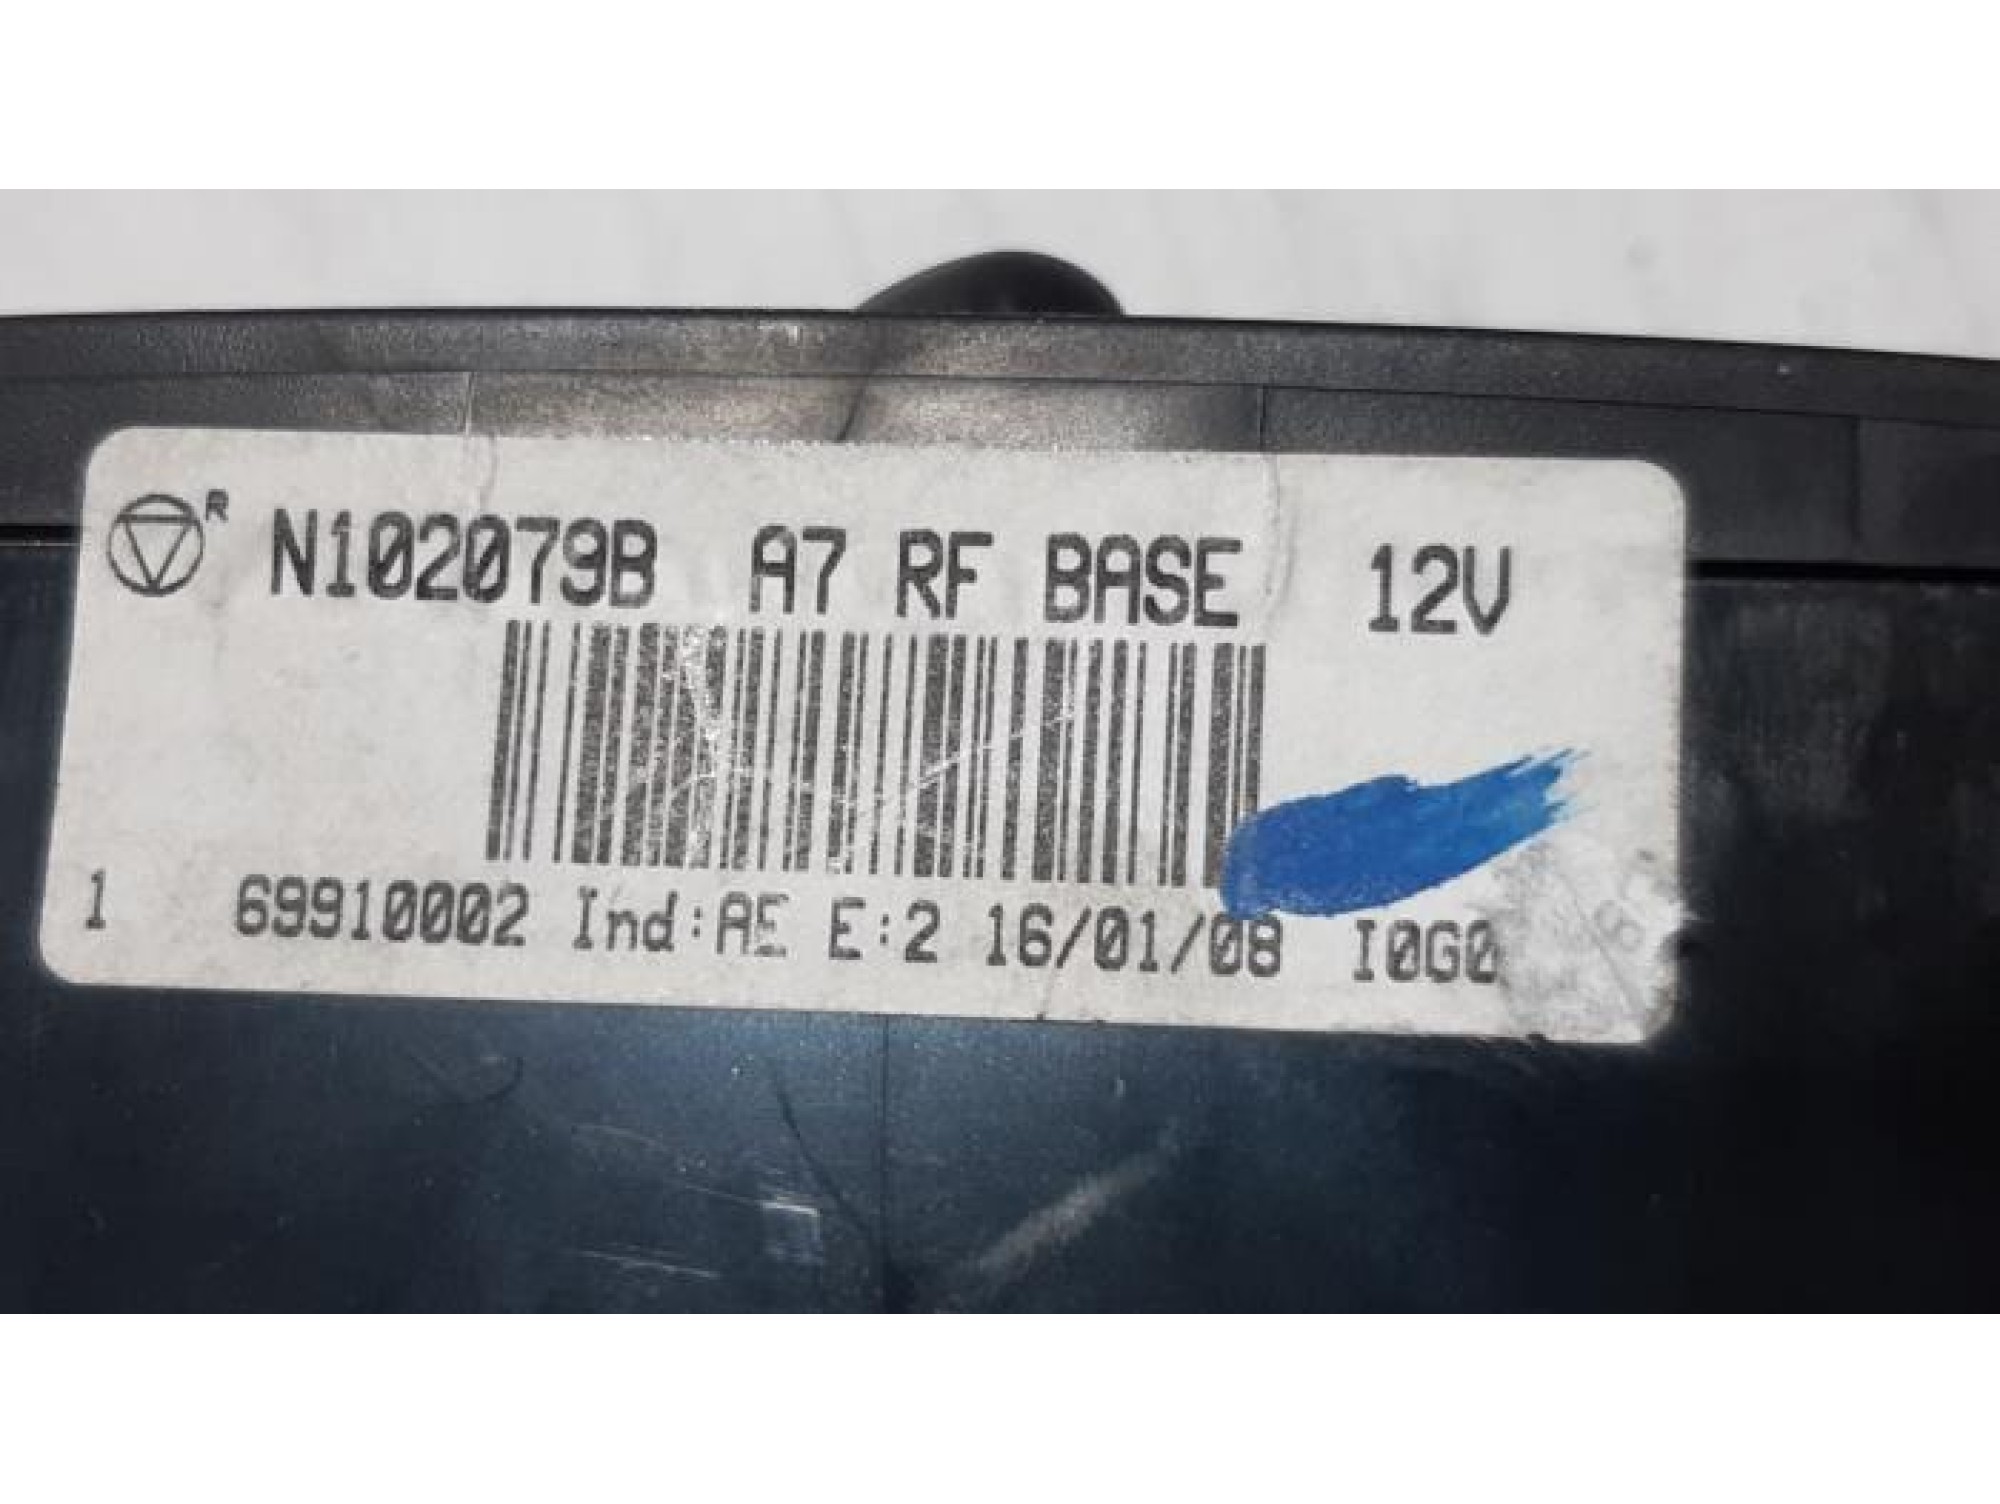 R N102079B A7 RF BASE 12V
1 69910002 Ind:AE E:2 16/01/08 I0G0